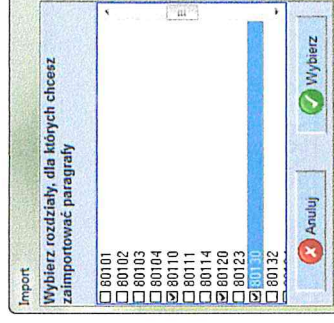 Import
Wybierz rozdziały, dla których chcesz
zaimportować paragrafy
80101
80102
80103
80104
80110
80111
80114
80120
80123
80130
80132
Anuluj
Wybierz